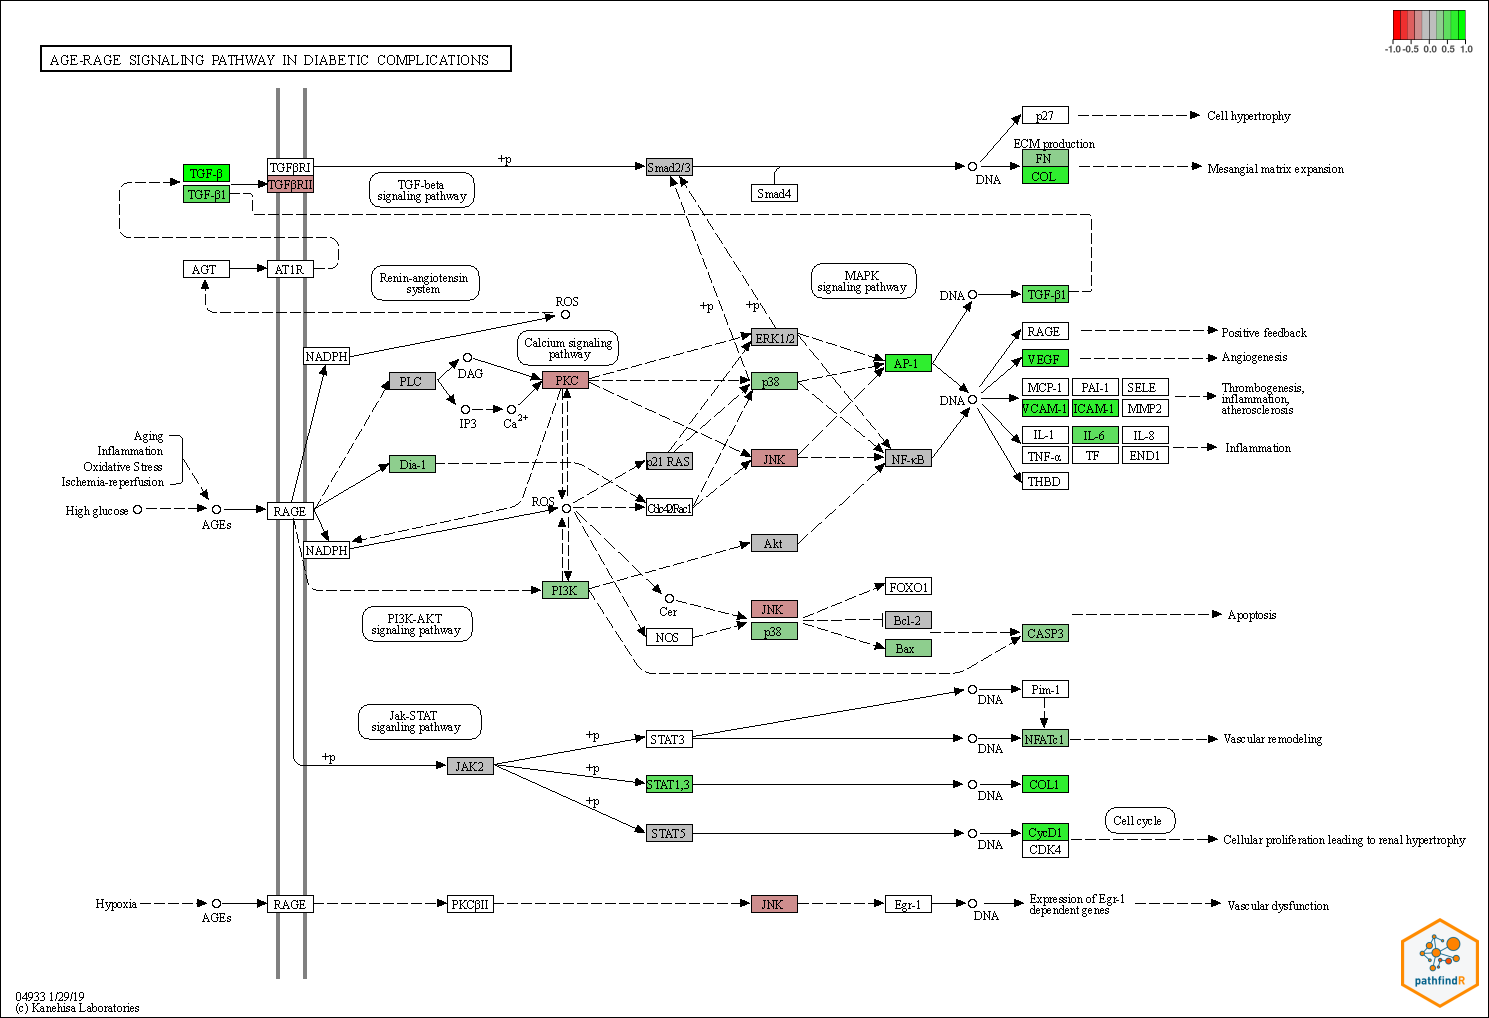 AGE-RAGE SIGNALING PATHWAY IN DIABETIC COMPLICATIONS
-1.0 -0.5 0.0 0.5 1.0
p27
Cell hypertrophy
ECM production
TGF-β
TGF-β1
TGFβRI
TGFβRII
+p
TGF-beta
signaling pathway
Smad2/3
Smad4
DNA
FN
COL
Mesangial matrix expansion
AGT
AT1R
Renin-angiotensin
system
MAPK
signaling pathway
ROS
+p
+p
DNA
TGF-β1
NADPH
Calcium signaling
pathway
ERK1/2
RAGE
Positive feedback
PLC
DAG
PKC
p38
AP-1
VEGF
Angiogenesis
IP3
Ca2+
DNA
MCP-1
PAI-1
SELE
VCAM-1
ICAM-1
MMP2
Thrombogenesis,
inflammation,
atherosclerosis
Aging
Inflammation
Oxidative Stress
Ischemia-reperfusion
Dia-1
p21 RAS
JNK
NF-κB
IL-1
IL-6
IL-8
TNF-α
TF
END1
Inflammation
THBD
High glucose
AGEs
RAGE
ROS
NADPH
Akt
PI3K
PI3K-AKT
signaling pathway
Cer
NOS
JNK
p38
FOXO1
Bcl-2
Bax
CASP3
Apoptosis
Jak-STAT
siganling pathway
+p
JAK2
+p
+p
+p
STAT3
STAT1,3
STAT5
DNA
Pim-1
DNA
NFATc1
Vascular remodeling
DNA
COL1
DNA
CycD1
CDK4
Cell cycle
Cellular proliferation leading to renal hypertrophy
Hypoxia
AGEs
RAGE
PKCβII
JNK
Egr-1
DNA
Expression of Egr-1
dependent genes
Vascular dysfunction
04933 1/29/19
(c) Kanehisa Laboratories
pathfindR